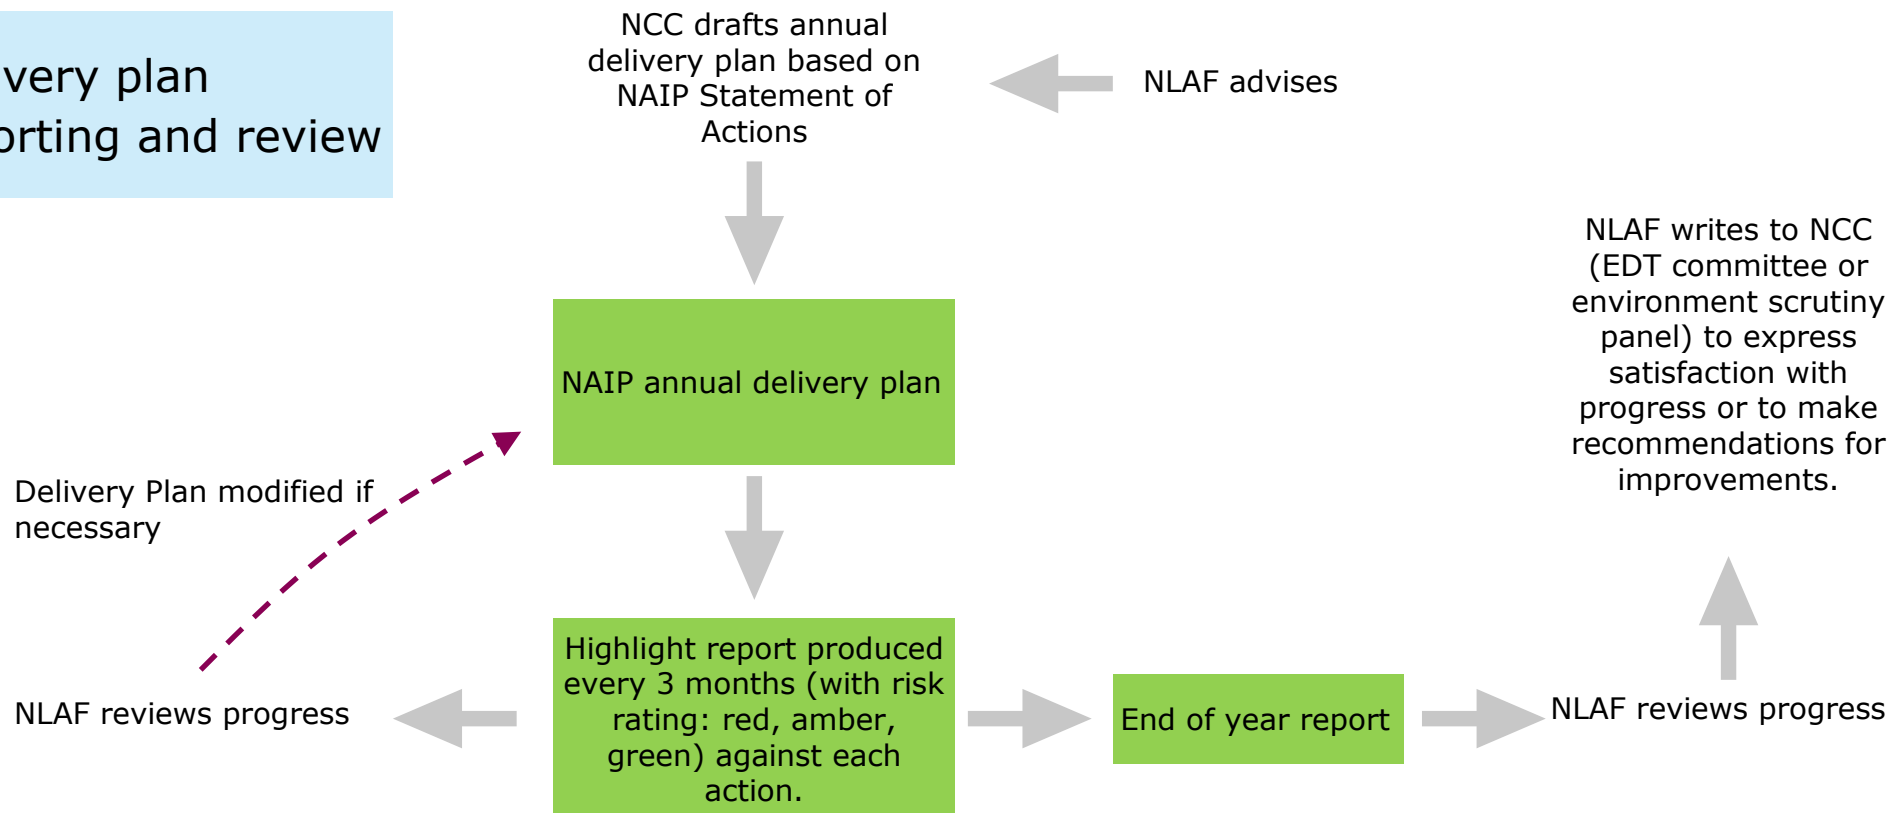 very plan
orting and review
NCC drafts annual
delivery plan based on
NAIP Statement of
Actions
NLAF advises
NLAF writes to NCC
(EDT committee or
environment scrutiny
panel) to express
satisfaction with
progress or to make
recommendations for
improvements.
NAIP annual delivery plan
Delivery Plan modified if
necessary
NLAF reviews progress
Highlight report produced
every 3 months (with risk
rating: red, amber,
green) against each
action.
End of year report
NLAF reviews progress